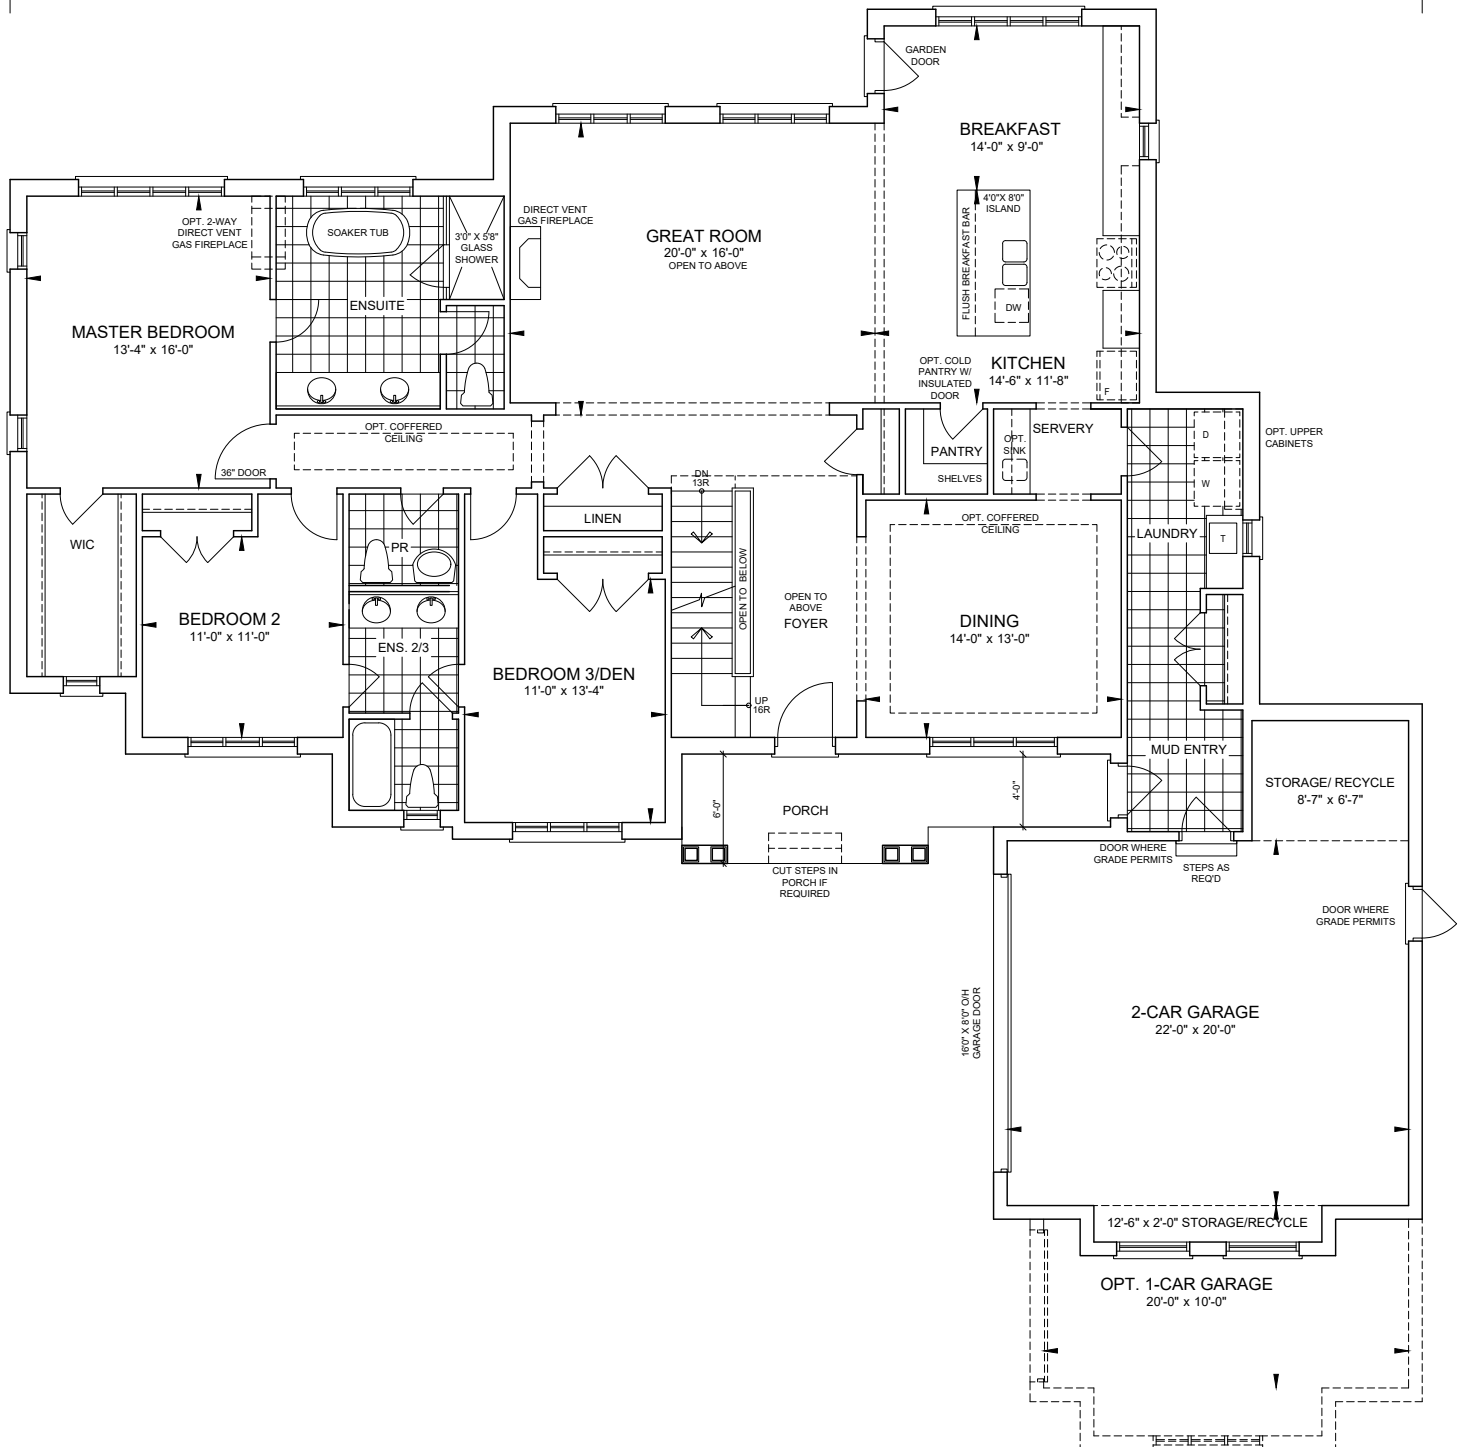 GARDEN
DOOR
BREAKFAST
14'-0" x 9'-0"
4'0"X 8'0"
ISLAND
FLUSH BREAKFAST BAR
DW
DIRECT VENT
GAS FIREPLACE
GREAT ROOM
20'-0" x 16'-0"
OPEN TO ABOVE
OPT. 2-WAY
DIRECT VENT
GAS FIREPLACE
SOAKER TUB
3'0" X 5'8"
GLASS
SHOWER
ENSUITE
MASTER BEDROOM
13'-4" x 16'-0"
OPT. COLD
PANTRY W/
INSULATED
DOOR
KITCHEN
14'-6" x 11'-8"
F
OPT. COFFERED
CEILING
36" DOOR
PANTRY
SHELVES
OPT.
SINK
SERVERY
D
W
OPT. UPPER
CABINETS
DN
13R
LINEN
WIC
PR
OPT. COFFERED
CEILING
LAUNDRY
T
OPEN TO BELOW
OPEN TO
ABOVE
FOYER
DINING
14'-0" x 13'-0"
BEDROOM 2
11'-0" x 11'-0"
ENS. 2/3
BEDROOM 3/DEN
11'-0" x 13'-4"
UP
16R
MUD ENTRY
STORAGE/ RECYCLE
8'-7" x 6'-7"
6'-0"
PORCH
4'-0"
CUT STEPS IN
PORCH IF
REQUIRED
DOOR WHERE
GRADE PERMITS
STEPS AS
REQ'D
DOOR WHERE
GRADE PERMITS
16'0" X 8'0" O/H
GARAGE DOOR
2-CAR GARAGE
22'-0" x 20'-0"
12'-6" x 2'-0" STORAGE/RECYCLE
OPT. 1-CAR GARAGE
20'-0" x 10'-0"